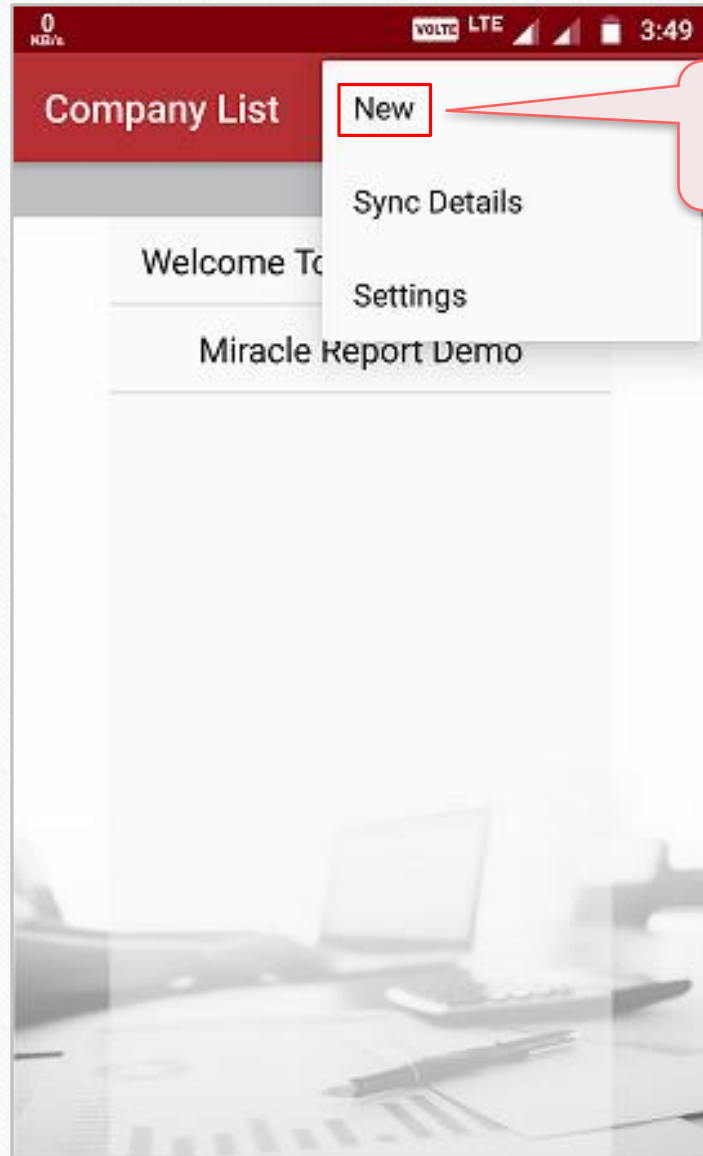 0
KB/s
VOLTE LTE 3:49
Company List
New
Sync Details
Settings
Welcome To
Miracle Report Demo